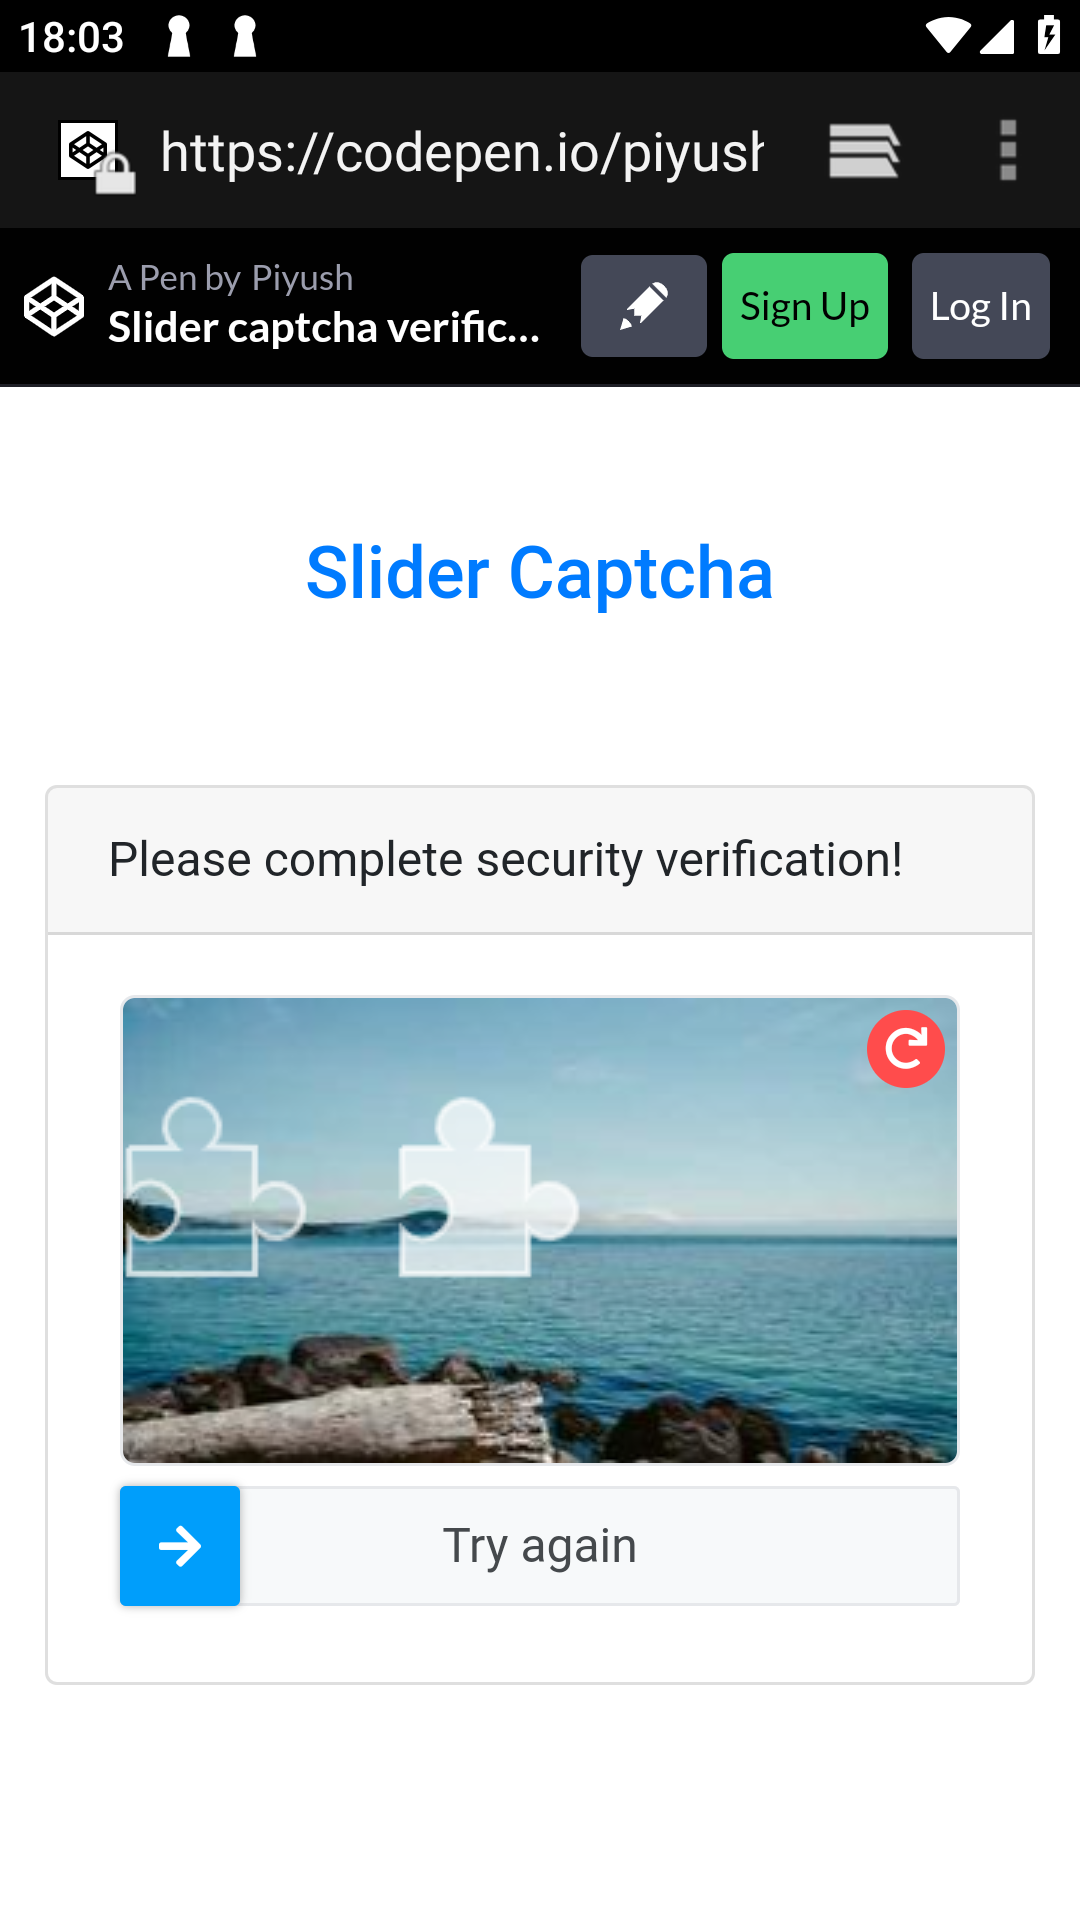 18:03
https://codepen.io/piyush
A Pen by Piyush
Slider captcha verific...
Sign Up
Log In
Slider Captcha
Please complete security verification!
Try again